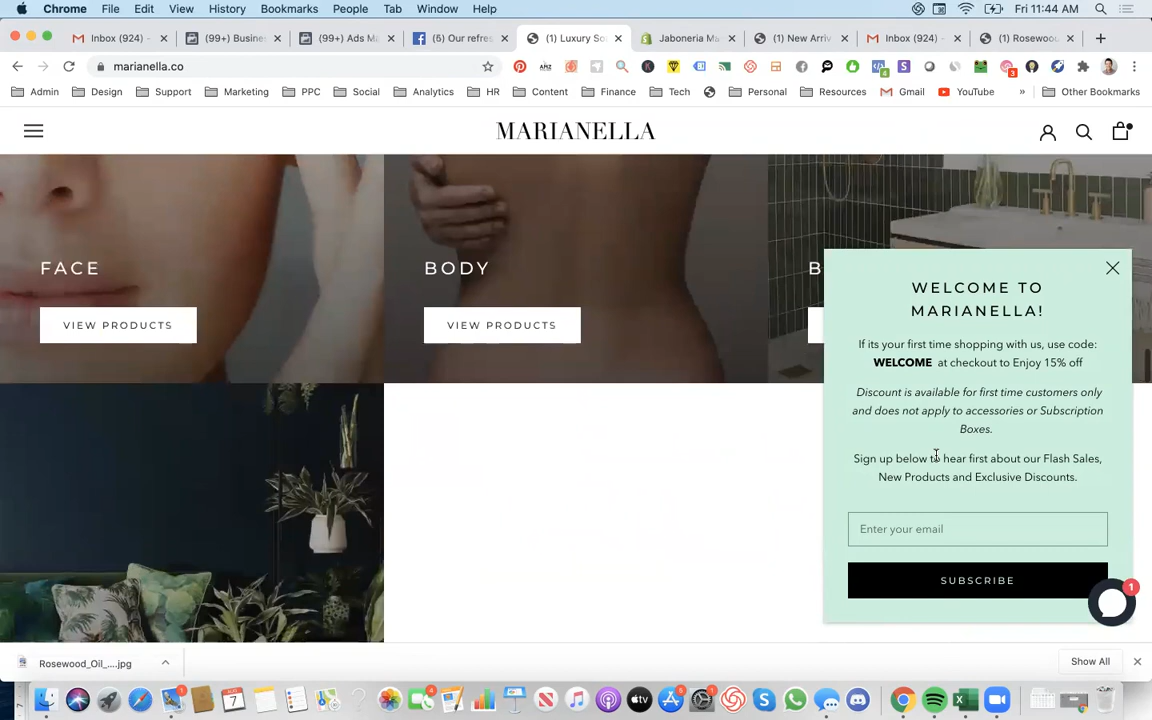 Chrome File Edit View History Bookmarks People Tab Window Help Fri 11:44 AM
Inbox (924) - (99+) Busine (99+) Ads Ma (5) Our refre (1) Luxury So Jaboneria Ma (1) New Arriv Inbox (924) - (1) Rosewoo
marianella.co
Admin Design Support Marketing PPC Social Analytics HR Content Finance Tech Personal Resources Gmail YouTube » Other Bookmarks
MARIANELLA
FACE
BODY
B
VIEW PRODUCTS
VIEW PRODUCTS
WELCOME TO
MARIANELLA!
If its your first time shopping with us, use code:
WELCOME at checkout to Enjoy 15% off
Discount is available for first time customers only
and does not apply to accessories or Subscription
Boxes.
Sign up below to hear first about our Flash Sales,
New Products and Exclusive Discounts.
Enter your email
SUBSCRIBE
1
Rosewood_Oil_....jpg
Show All